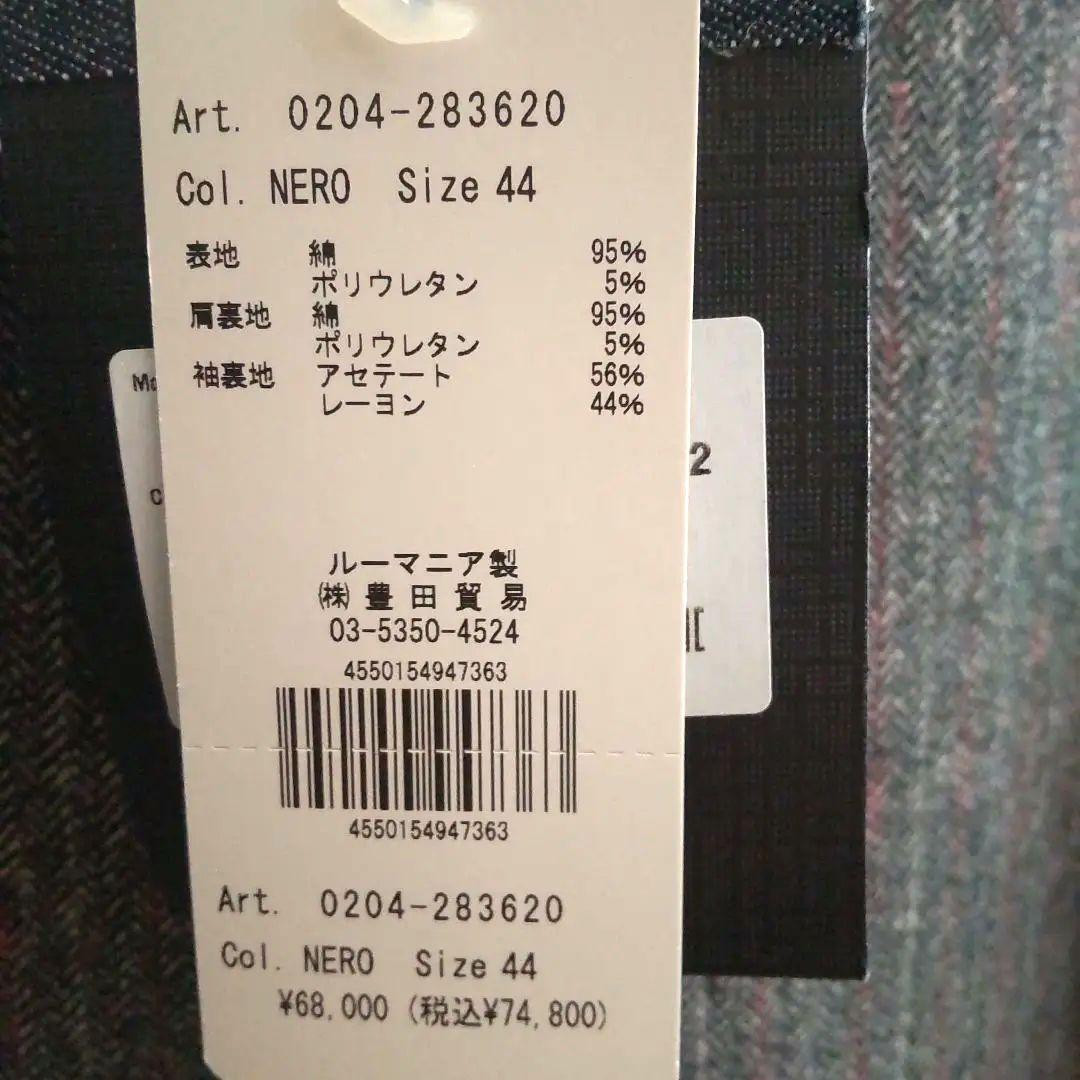 Art. 0204-283620
Col. NERO Size 44
表地 綿 95%
ポリウレタン 5%
肩裏地 綿 95%
ポリウレタン 5%
袖裏地 アセテート 56%
レーヨン 44%
ルーマニア製
㈱ 豊田貿易
03-5350-4524
4550154947363
4550154947363
Art. 0204-283620
Col. NERO Size 44
¥68,000 (税込¥74,800)